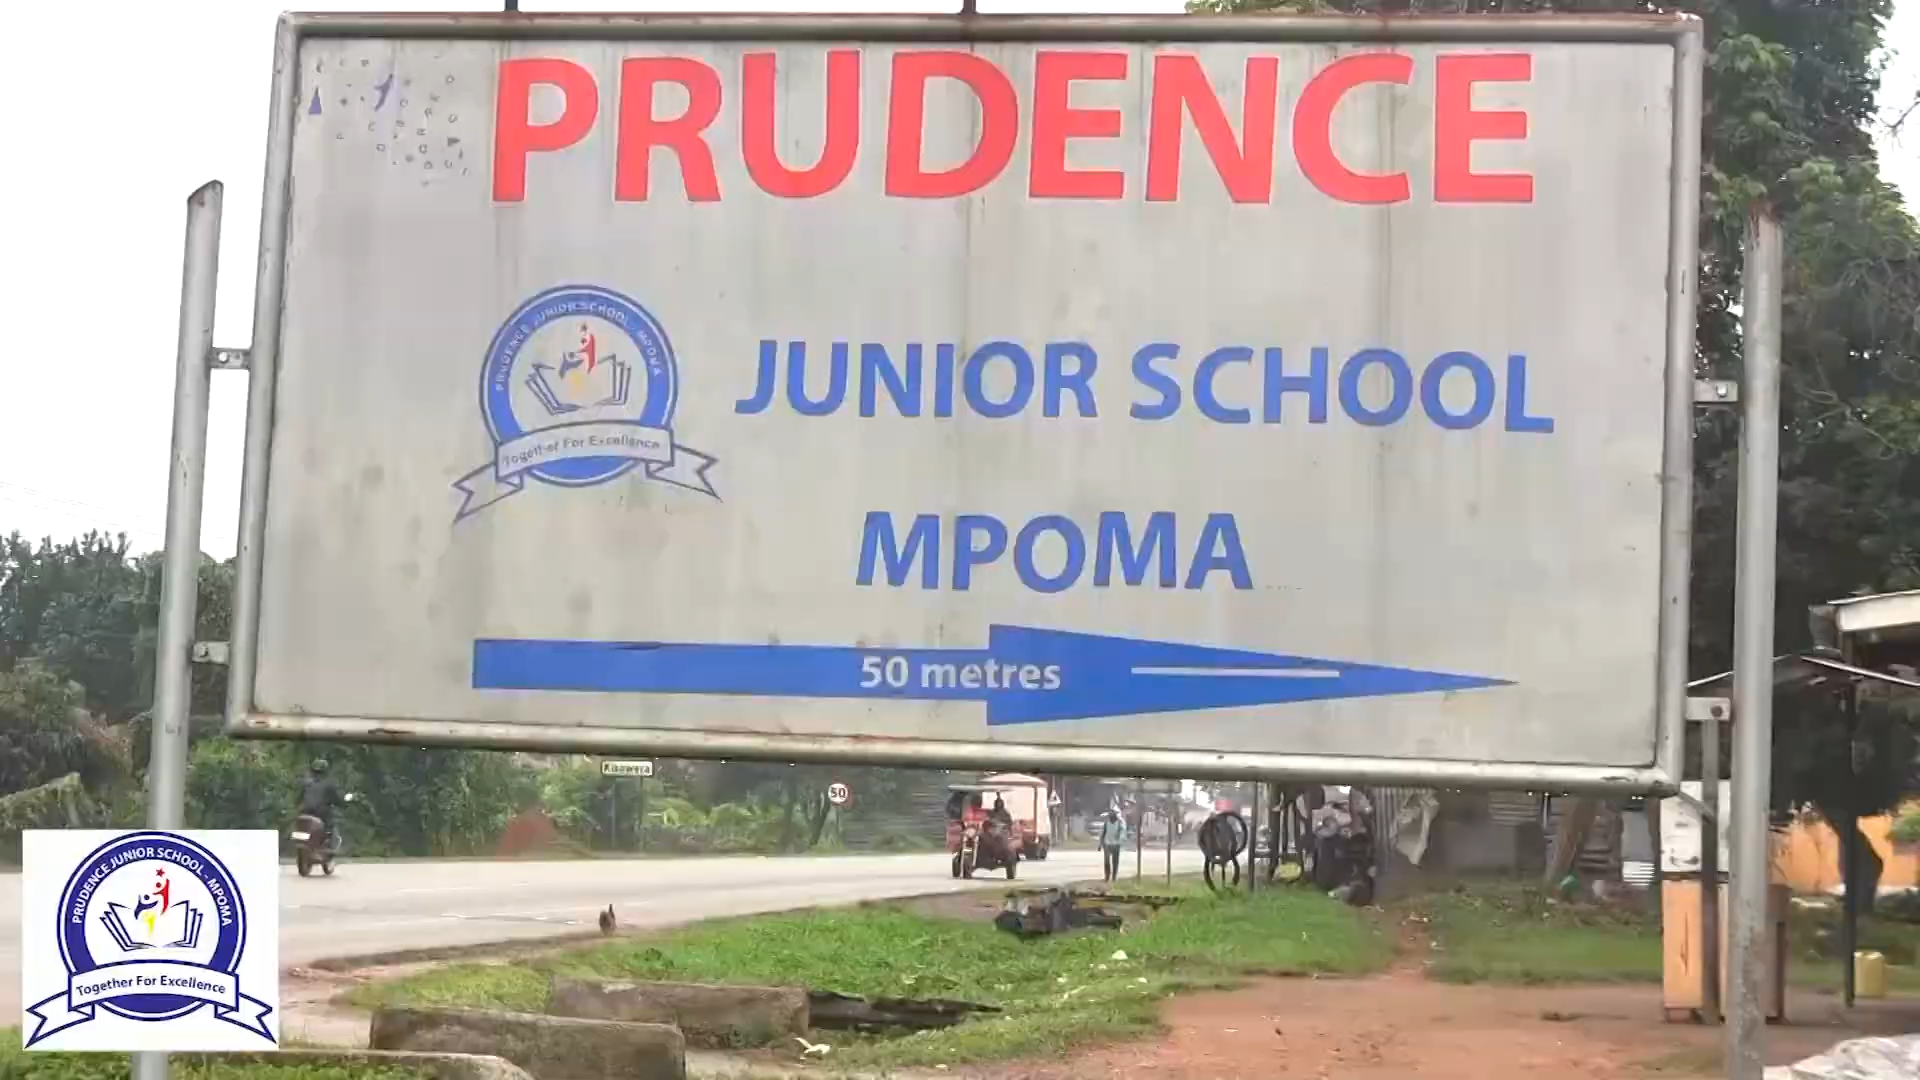 PRUDENCE
PRUDENCE JUNIOR SCHOOL - MPOMA
Together For Excellence
JUNIOR SCHOOL
MPOMA
50 metres
Kisowera
50
PRUDENCE JUNIOR SCHOOL - MPOMA
Together For Excellence